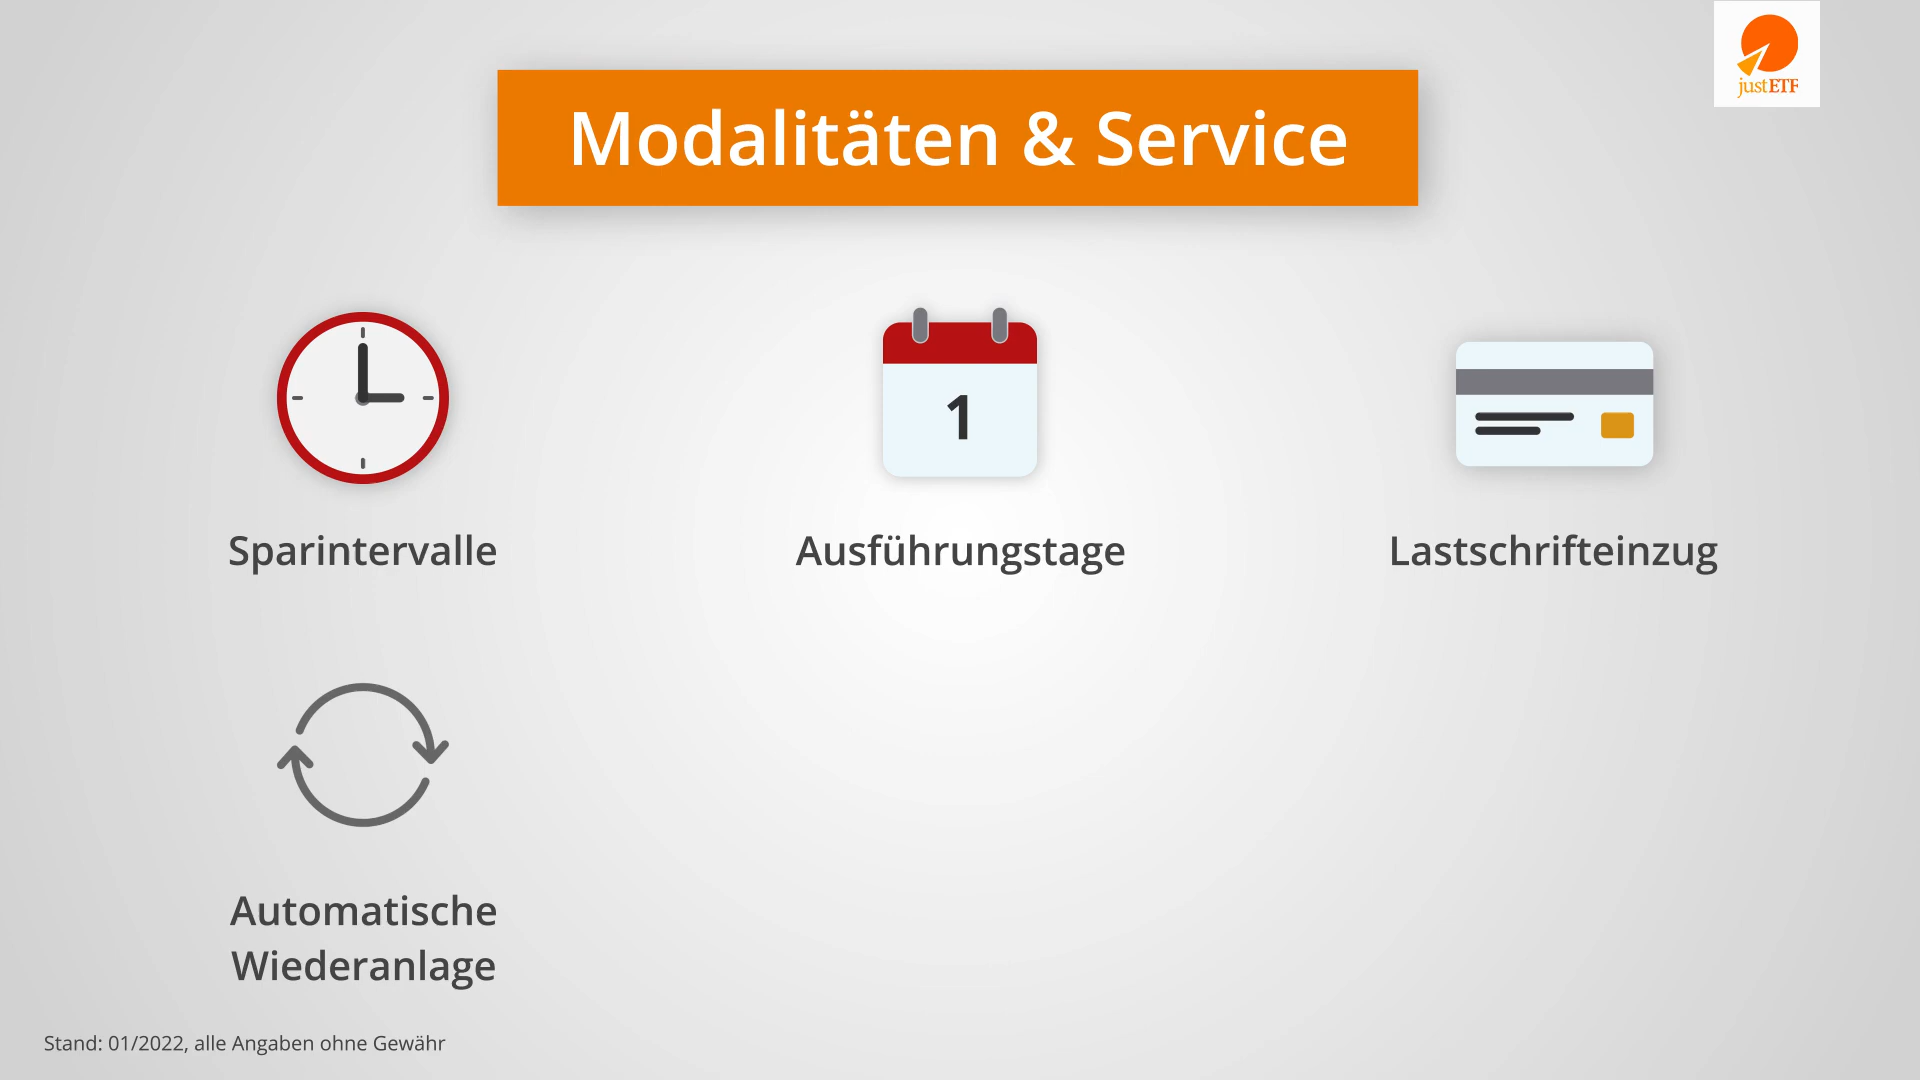 justETF
Modalitäten & Service
1
Sparintervalle
Ausführungstage
Lastschrifteinzug
Automatische
Wiederanlage
Stand: 01/2022, alle Angaben ohne Gewähr